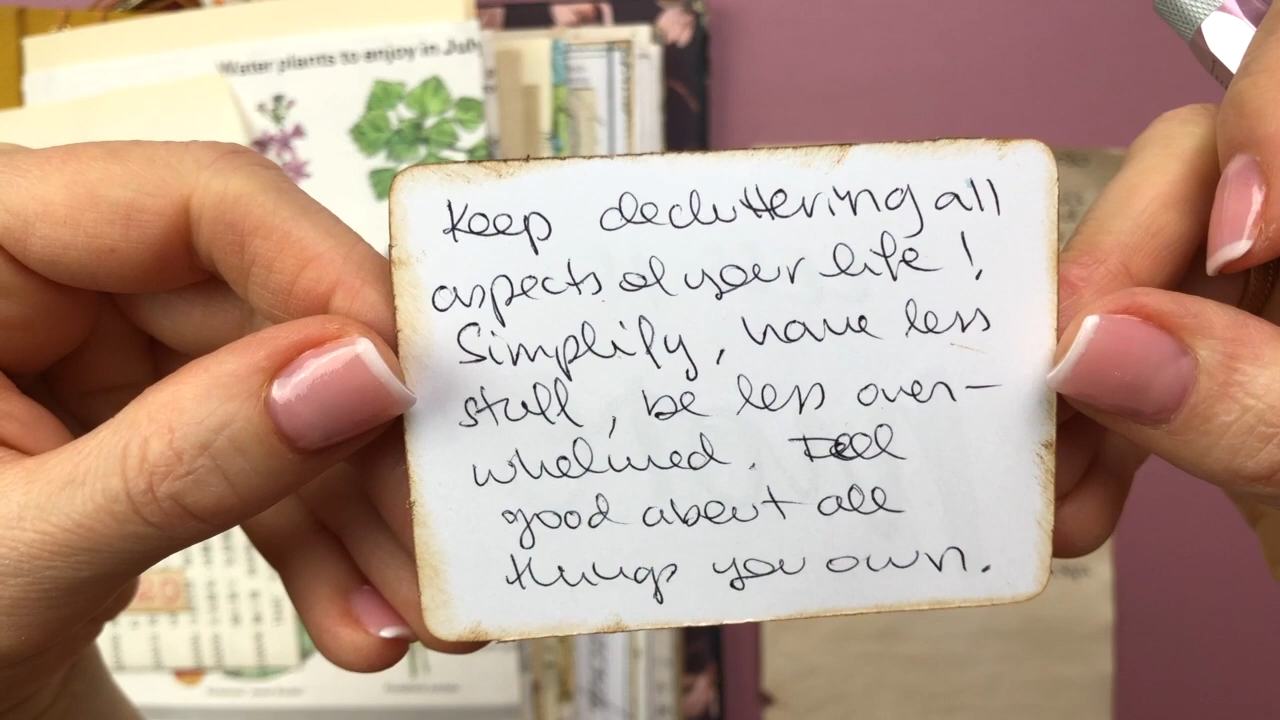 Water plants to enjoy in July
Keep decluttering all
aspects of your life!
Simplify, have less
stuff, be less over-
whelmed. Feel
good about all
things you own.